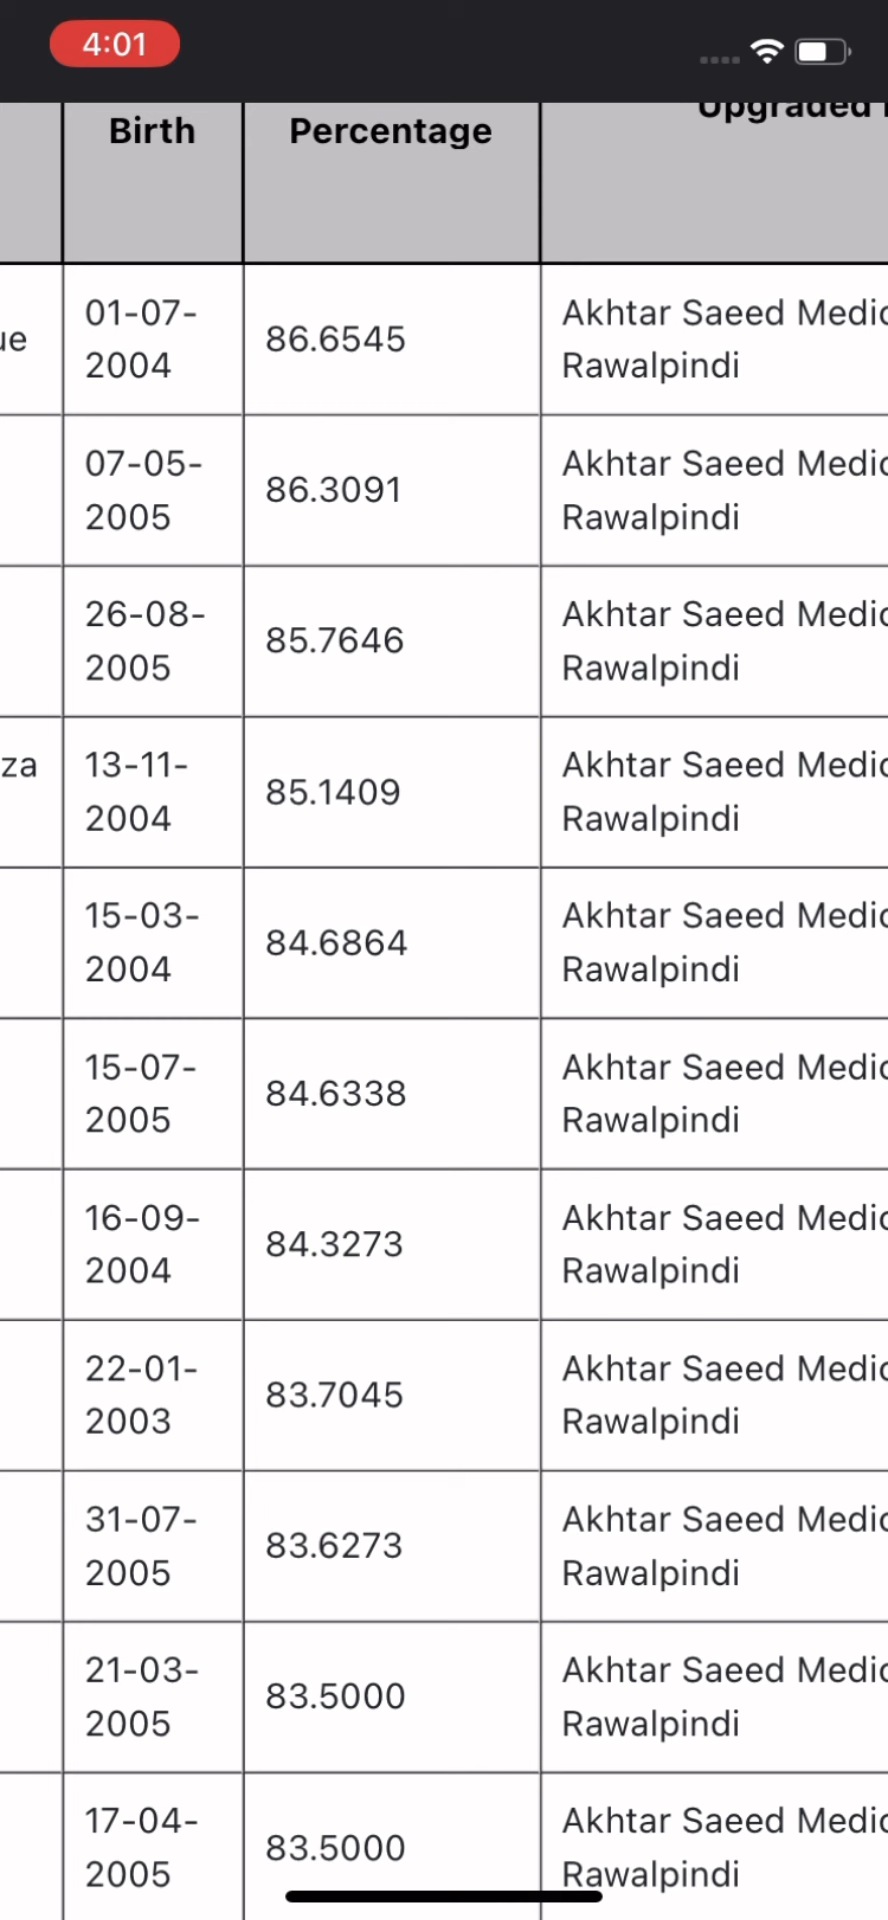 4:01
Birth
Percentage
Upgraded
ue
01-07-
2004
86.6545
Akhtar Saeed Medic
Rawalpindi
07-05-
2005
86.3091
Akhtar Saeed Medic
Rawalpindi
26-08-
2005
85.7646
Akhtar Saeed Medic
Rawalpindi
za
13-11-
2004
85.1409
Akhtar Saeed Medic
Rawalpindi
15-03-
2004
84.6864
Akhtar Saeed Medic
Rawalpindi
15-07-
2005
84.6338
Akhtar Saeed Medic
Rawalpindi
16-09-
2004
84.3273
Akhtar Saeed Medic
Rawalpindi
22-01-
2003
83.7045
Akhtar Saeed Medic
Rawalpindi
31-07-
2005
83.6273
Akhtar Saeed Medic
Rawalpindi
21-03-
2005
83.5000
Akhtar Saeed Medic
Rawalpindi
17-04-
2005
83.5000
Akhtar Saeed Medic
Rawalpindi